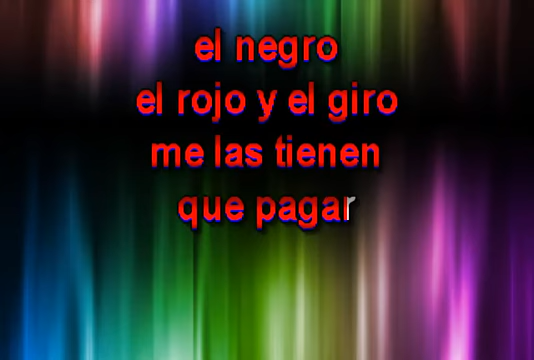 el negro
el rojo y el giro
me las tienen
que pagar